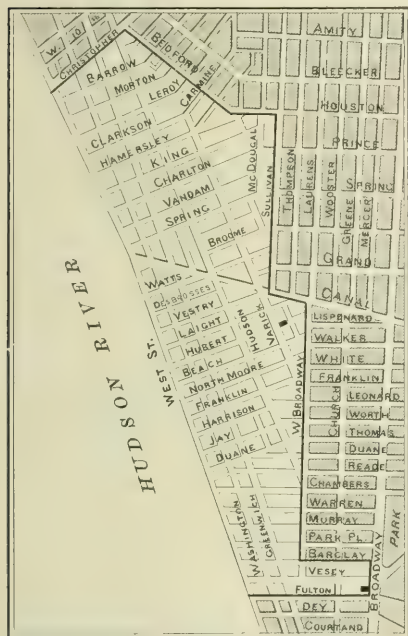 W. 10
CHRISTOPHER
BEDFORD
AMITY
BARROW
BLEECKER
MORTON
LEROY
CARMINE
HOUSTON
CLARKSON
HAMERSLEY
PRINCE
KING
McDOUGAL
CHARLTON
SULLIVAN
THOMPSON
LAURENS
WOOSTER
GREENE
MERCER
SPRING
VANDAM
SPRING
BROOME
GRAND
WATTS
CANAL
DESBROSSES
VESTRY
LISPENARD
LAIGHT
HUDSON
VARICK
WALKER
HUBERT
WHITE
BEACH
FRANKLIN
NORTH MOORE
HUDSON RIVER
WEST ST.
W. BROADWAY
CHURCH
LEONARD
FRANKLIN
WORTH
HARRISON
THOMAS
JAY
DUANE
DUANE
READE
CHAMBERS
WARREN
MURRAY
PARK
WASHINGTON
GREENWICH
PARK PL.
BROADWAY
BARCLAY
VESEY
FULTON
DEY
COURTLAND